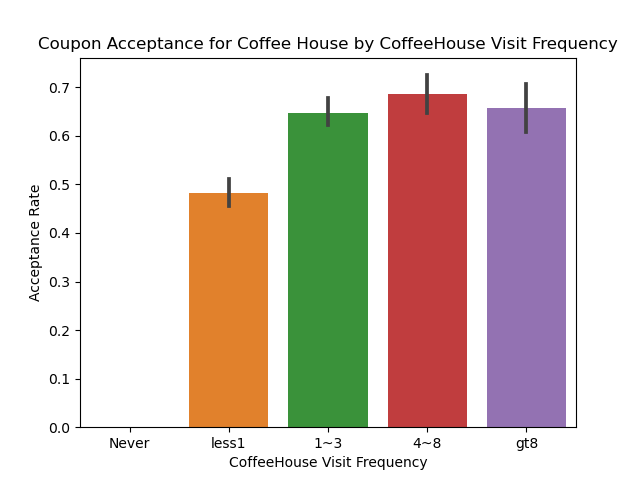 Coupon Acceptance for Coffee House by CoffeeHouse Visit Frequency
Acceptance Rate
0.7
0.6
0.5
0.4
0.3
0.2
0.1
0.0
Never less1 1~3 4~8 gt8
CoffeeHouse Visit Frequency